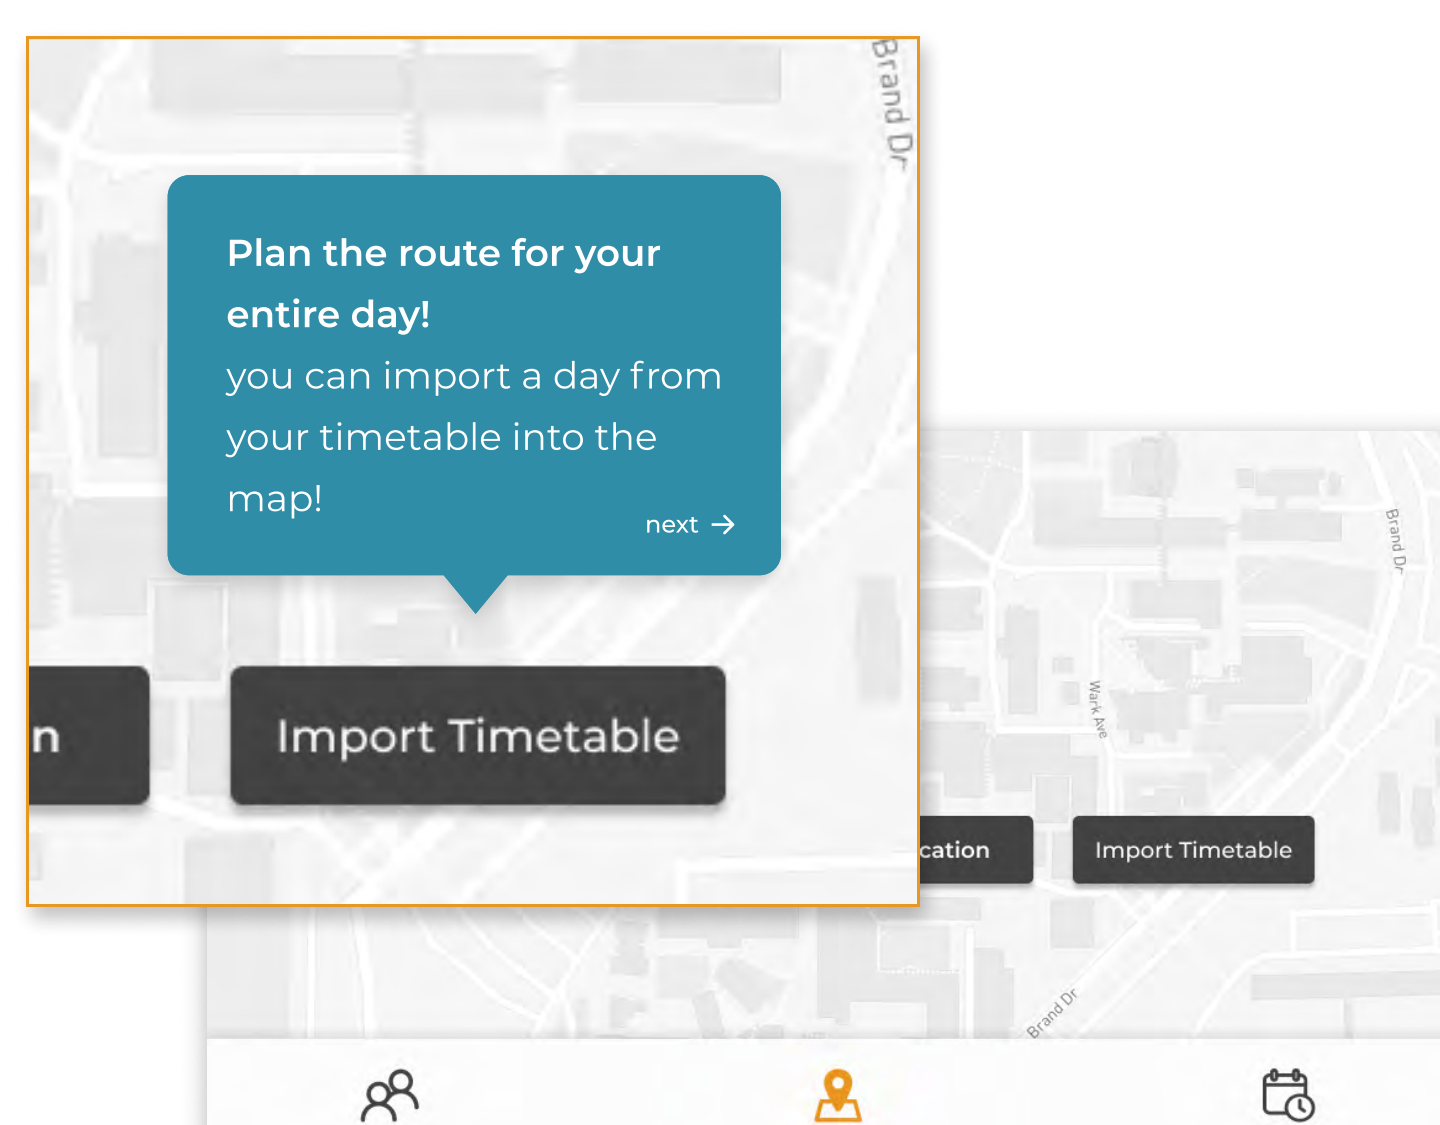 Brand Dr
Plan the route for your
entire day!
you can import a day from
your timetable into the
map!
next
n
Import Timetable
Brand Dr
Wark Ave
cation
Import Timetable
Brand Dr